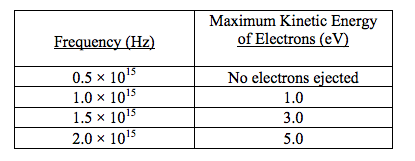 Frequency (Hz) Maximum Kinetic Energy of Electrons (eV)
0.5 × 10¹⁵ No electrons ejected
1.0 × 10¹⁵ 1.0
1.5 × 10¹⁵ 3.0
2.0 × 10¹⁵ 5.0